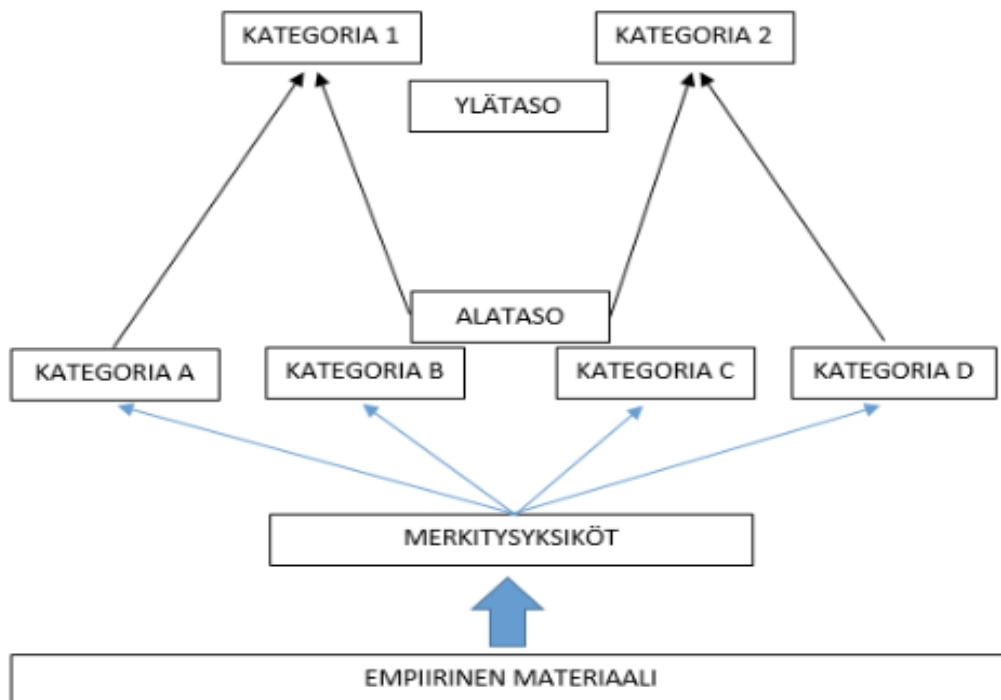 KATEGORIA 1
KATEGORIA 2
YLÄTASO
ALATASO
KATEGORIA A
KATEGORIA B
KATEGORIA C
KATEGORIA D
MERKITYSYKSIKÖT
EMPIIRINEN MATERIAALI